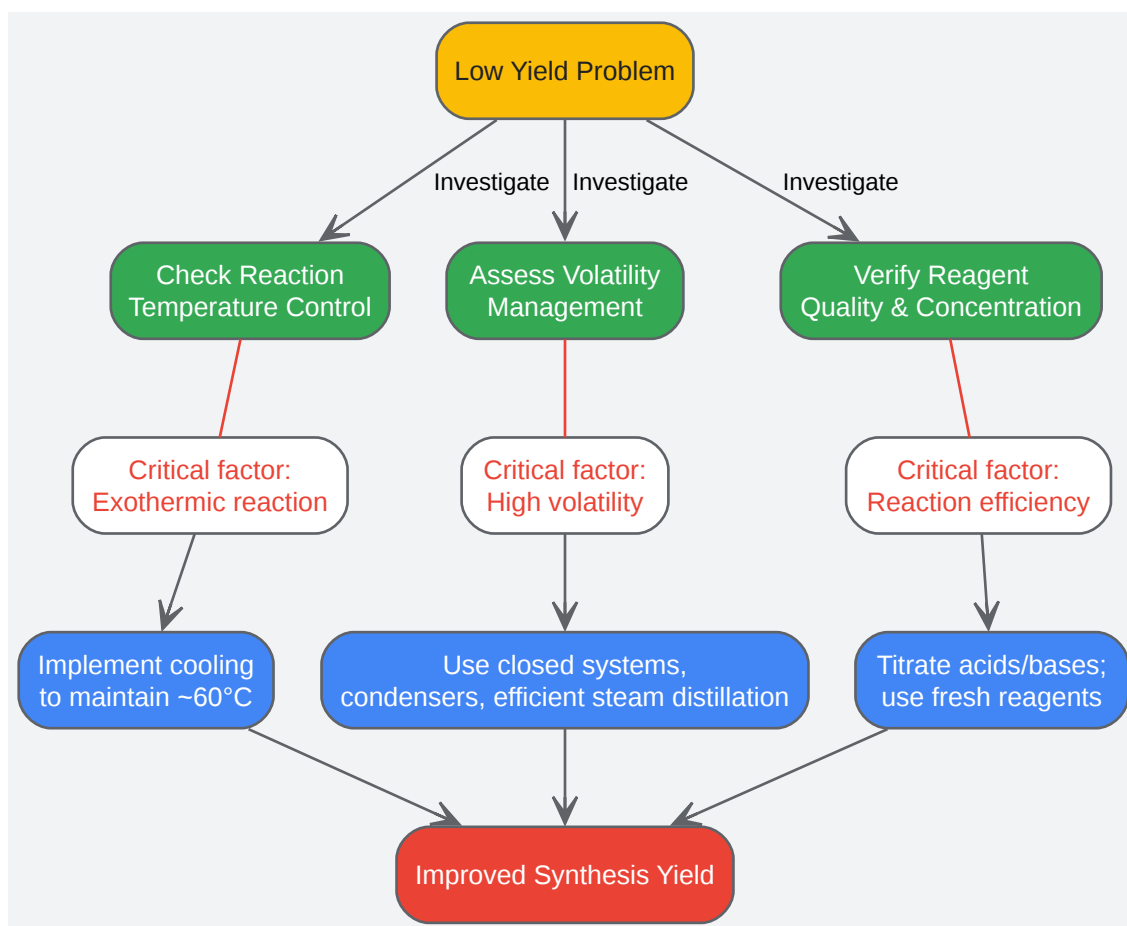 Low Yield Problem
Investigate
Investigate
Investigate
Check Reaction
Temperature Control
Assess Volatility
Management
Verify Reagent
Quality & Concentration
Critical factor:
Exothermic reaction
Critical factor:
High volatility
Critical factor:
Reaction efficiency
Implement cooling
to maintain ~60°C
Use closed systems,
condensers, efficient steam distillation
Titrate acids/bases;
use fresh reagents
Improved Synthesis Yield